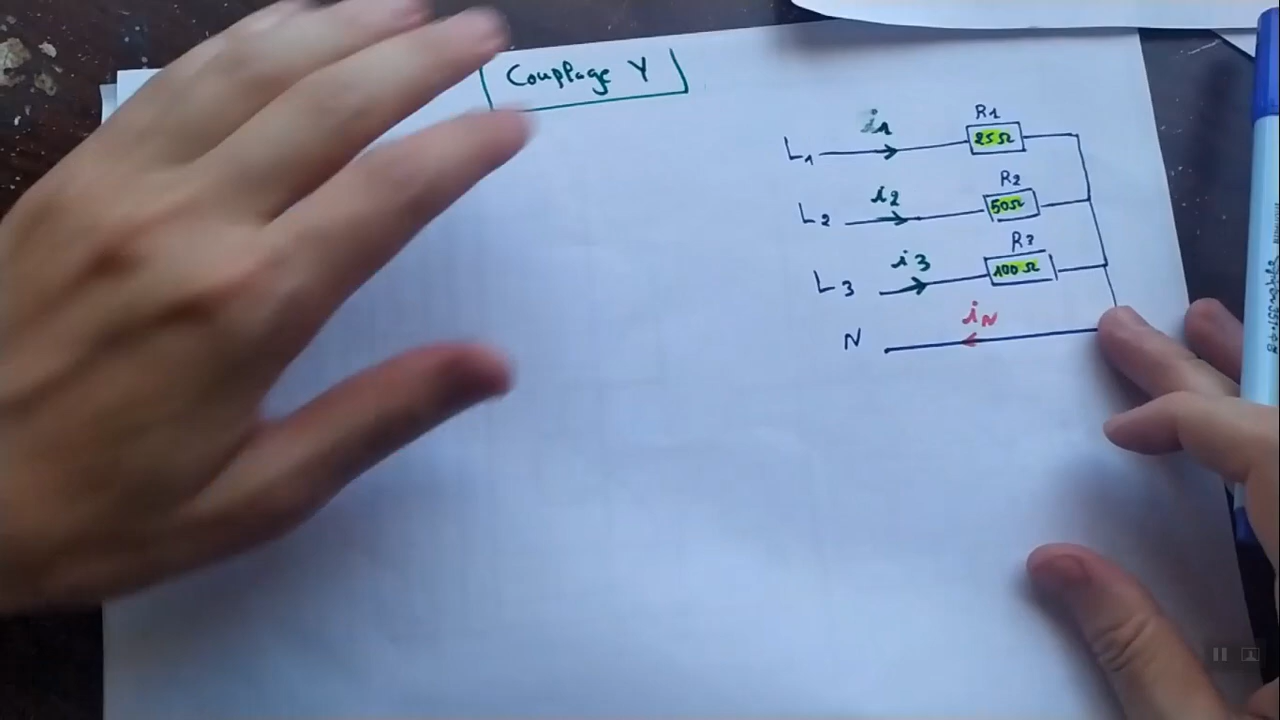 Couplage Y
i1
R1
L1
25Ω
i2
R2
L2
50Ω
i3
R3
L3
100Ω
iN
N